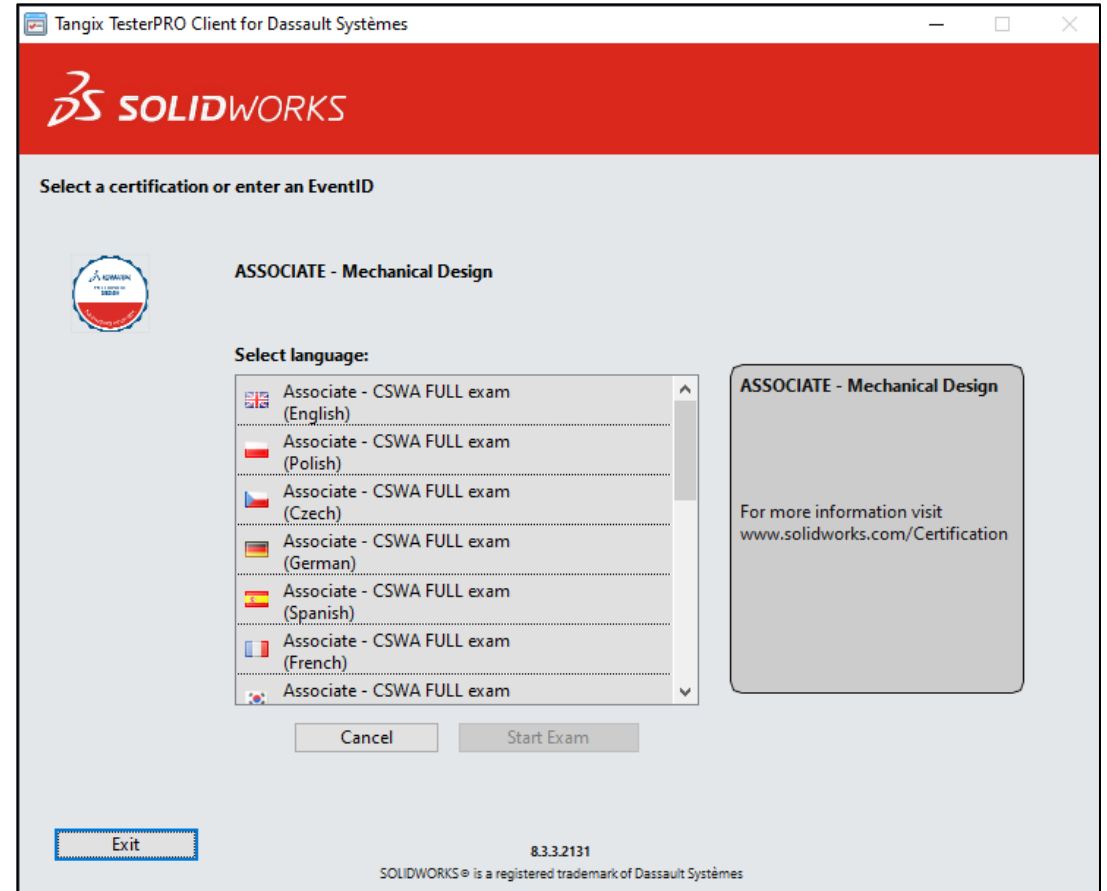 Tangix TesterPRO Client for Dassault Systèmes
SOLIDWORKS
Select a certification or enter an EventID
ASSOCIATE - Mechanical Design
Select language:
Associate - CSWA FULL exam
(English)
Associate - CSWA FULL exam
(Polish)
Associate - CSWA FULL exam
(Czech)
Associate - CSWA FULL exam
(German)
Associate - CSWA FULL exam
(Spanish)
Associate - CSWA FULL exam
(French)
Associate - CSWA FULL exam
ASSOCIATE - Mechanical Design
For more information visit
www.solidworks.com/Certification
Cancel
Start Exam
Exit
8.3.3.2131
SOLIDWORKS® is a registered trademark of Dassault Systèmes